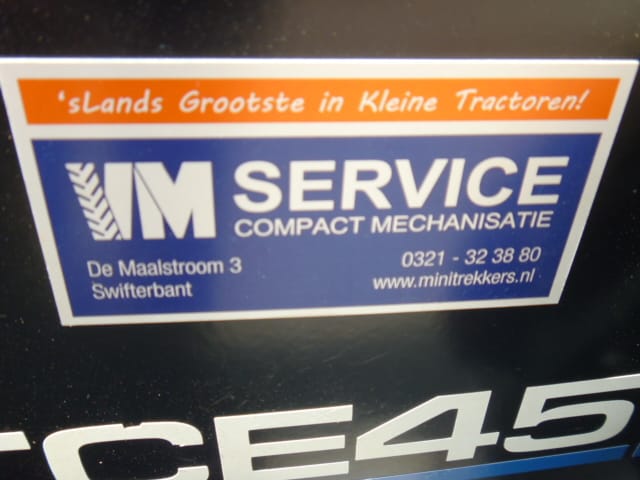 'sLands Grootste in Kleine Tractoren!
VM SERVICE
COMPACT MECHANISATIE
De Maalstroom 3
Swifterbant
0321 - 32 38 80
www.minitrekkers.nl
CE45